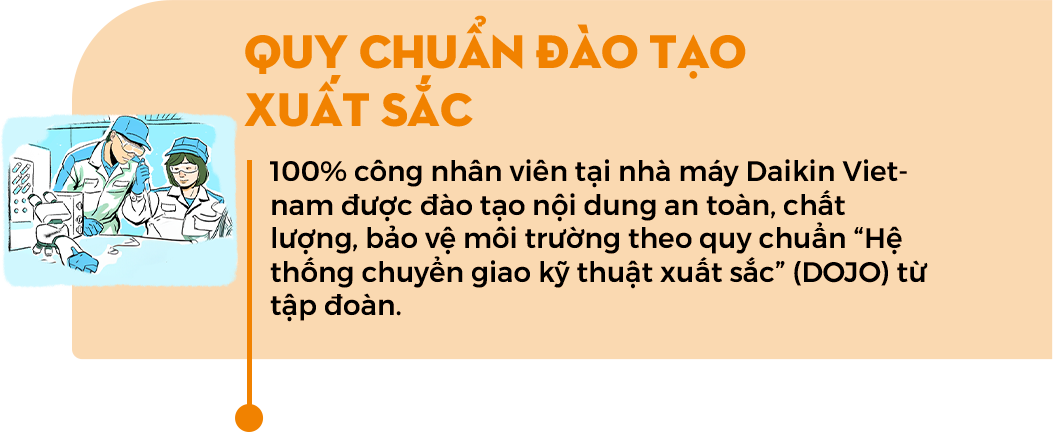 QUY CHUẨN ĐÀO TẠO
XUẤT SẮC
100% công nhân viên tại nhà máy Daikin Viet-
nam được đào tạo nội dung an toàn, chất
lượng, bảo vệ môi trường theo quy chuẩn “Hệ
thống chuyển giao kỹ thuật xuất sắc” (DOJO) từ
tập đoàn.